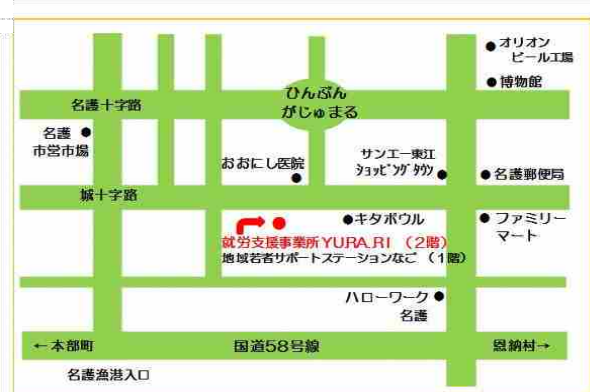 オリオン
ビール工場
博物館
ひんぷん
がじゅまる
名護十字路
名護
市営市場
おおにし医院
サンエー東江
ショッピングタウン
名護郵便局
城十字路
キタボウル
ファミリー
マート
就労支援事業所YURA.RI （2階）
地域若者サポートステーションなご （1階）
ハローワーク
名護
←本部町
国道58号線
恩納村→
名護漁港入口